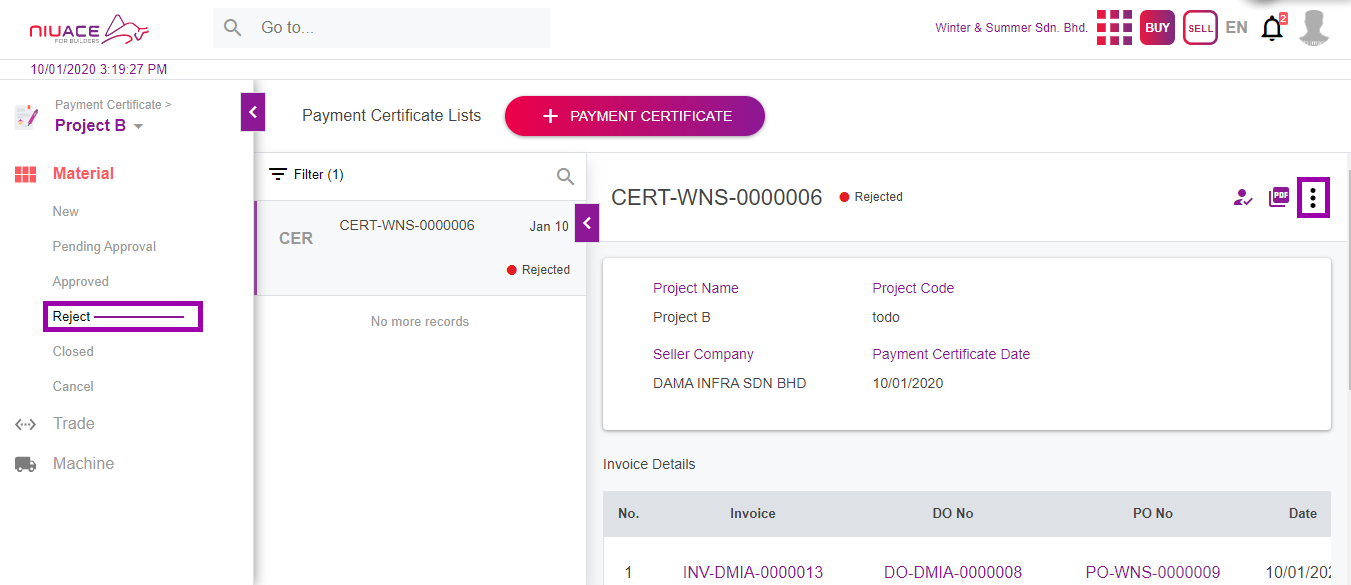 NIUACE
FOR BUILDERS
Go to...
Winter & Summer Sdn. Bhd.
BUY
SELL
EN
2
10/01/2020 3:19:27 PM
Payment Certificate >
Project B
Payment Certificate Lists
+ PAYMENT CERTIFICATE
Material
New
Pending Approval
Approved
Reject
Closed
Cancel
Trade
Machine
Filter (1)
CER
CERT-WNS-0000006
Jan 10
Rejected
No more records
CERT-WNS-0000006
Rejected
PDF
Project Name
Project Code
Project B
todo
Seller Company
Payment Certificate Date
DAMA INFRA SDN BHD
10/01/2020
Invoice Details
No. Invoice DO No PO No Date
1 INV-DMIA-0000013 DO-DMIA-0000008 PO-WNS-0000009 10/01/202